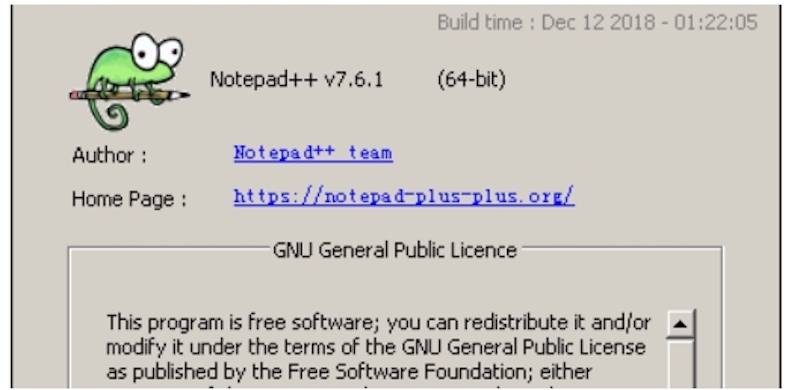 Build time : Dec 12 2018 - 01:22:05
Notepad++ v7.6.1 (64-bit)
Author : Notepad++ team
Home Page : https://notepad-plus-plus.org/
GNU General Public Licence
This program is free software; you can redistribute it and/or
modify it under the terms of the GNU General Public License
as published by the Free Software Foundation; either